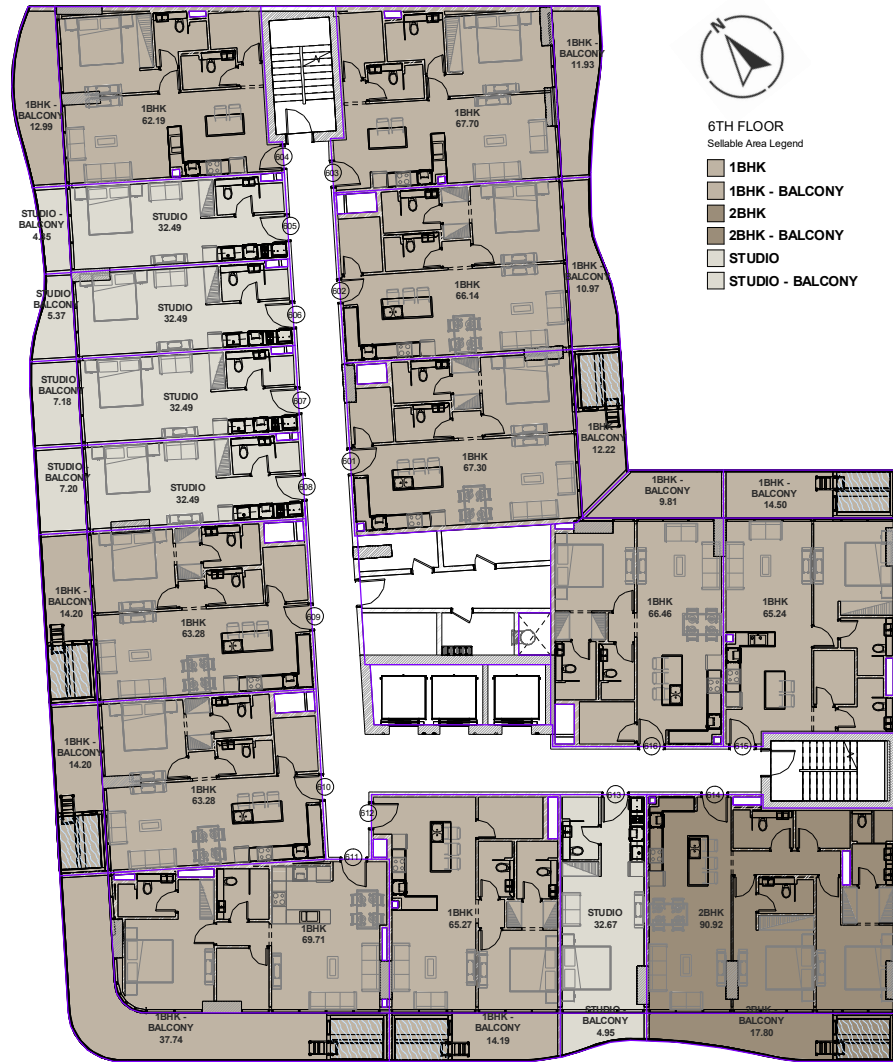 N
6TH FLOOR
Sellable Area Legend
1BHK
1BHK - BALCONY
2BHK
2BHK - BALCONY
STUDIO
STUDIO - BALCONY
1BHK -
BALCONY
11.93
1BHK -
BALCONY
12.99
1BHK
62.19
1BHK
67.70
604
603
STUDIO -
BALCONY
STUDIO
32.49
605
1BHK -
BALCONY
10.97
STUDIO
BALCONY
5.37
STUDIO
32.49
606
602
1BHK
66.14
STUDIO
BALCONY
7.18
STUDIO
32.49
607
1BHK
BALCONY
12.22
STUDIO
BALCONY
7.20
STUDIO
32.49
608
601
1BHK
67.30
1BHK -
BALCONY
9.81
1BHK -
BALCONY
14.50
1BHK -
BALCONY
14.20
1BHK
63.28
609
1BHK
66.46
1BHK
65.24
1BHK -
BALCONY
14.20
1BHK
63.28
610
616
615
612
613
614
611
1BHK
69.71
1BHK
65.27
STUDIO
32.67
2BHK
90.92
1BHK -
BALCONY
37.74
1BHK -
BALCONY
14.19
STUDIO -
BALCONY
4.95
2BHK -
BALCONY
17.80